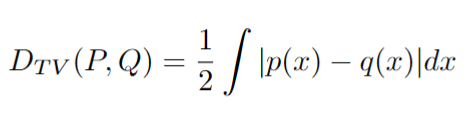 D_{TV}(P, Q) = \frac{1}{2} \int |p(x) − q(x)|dx